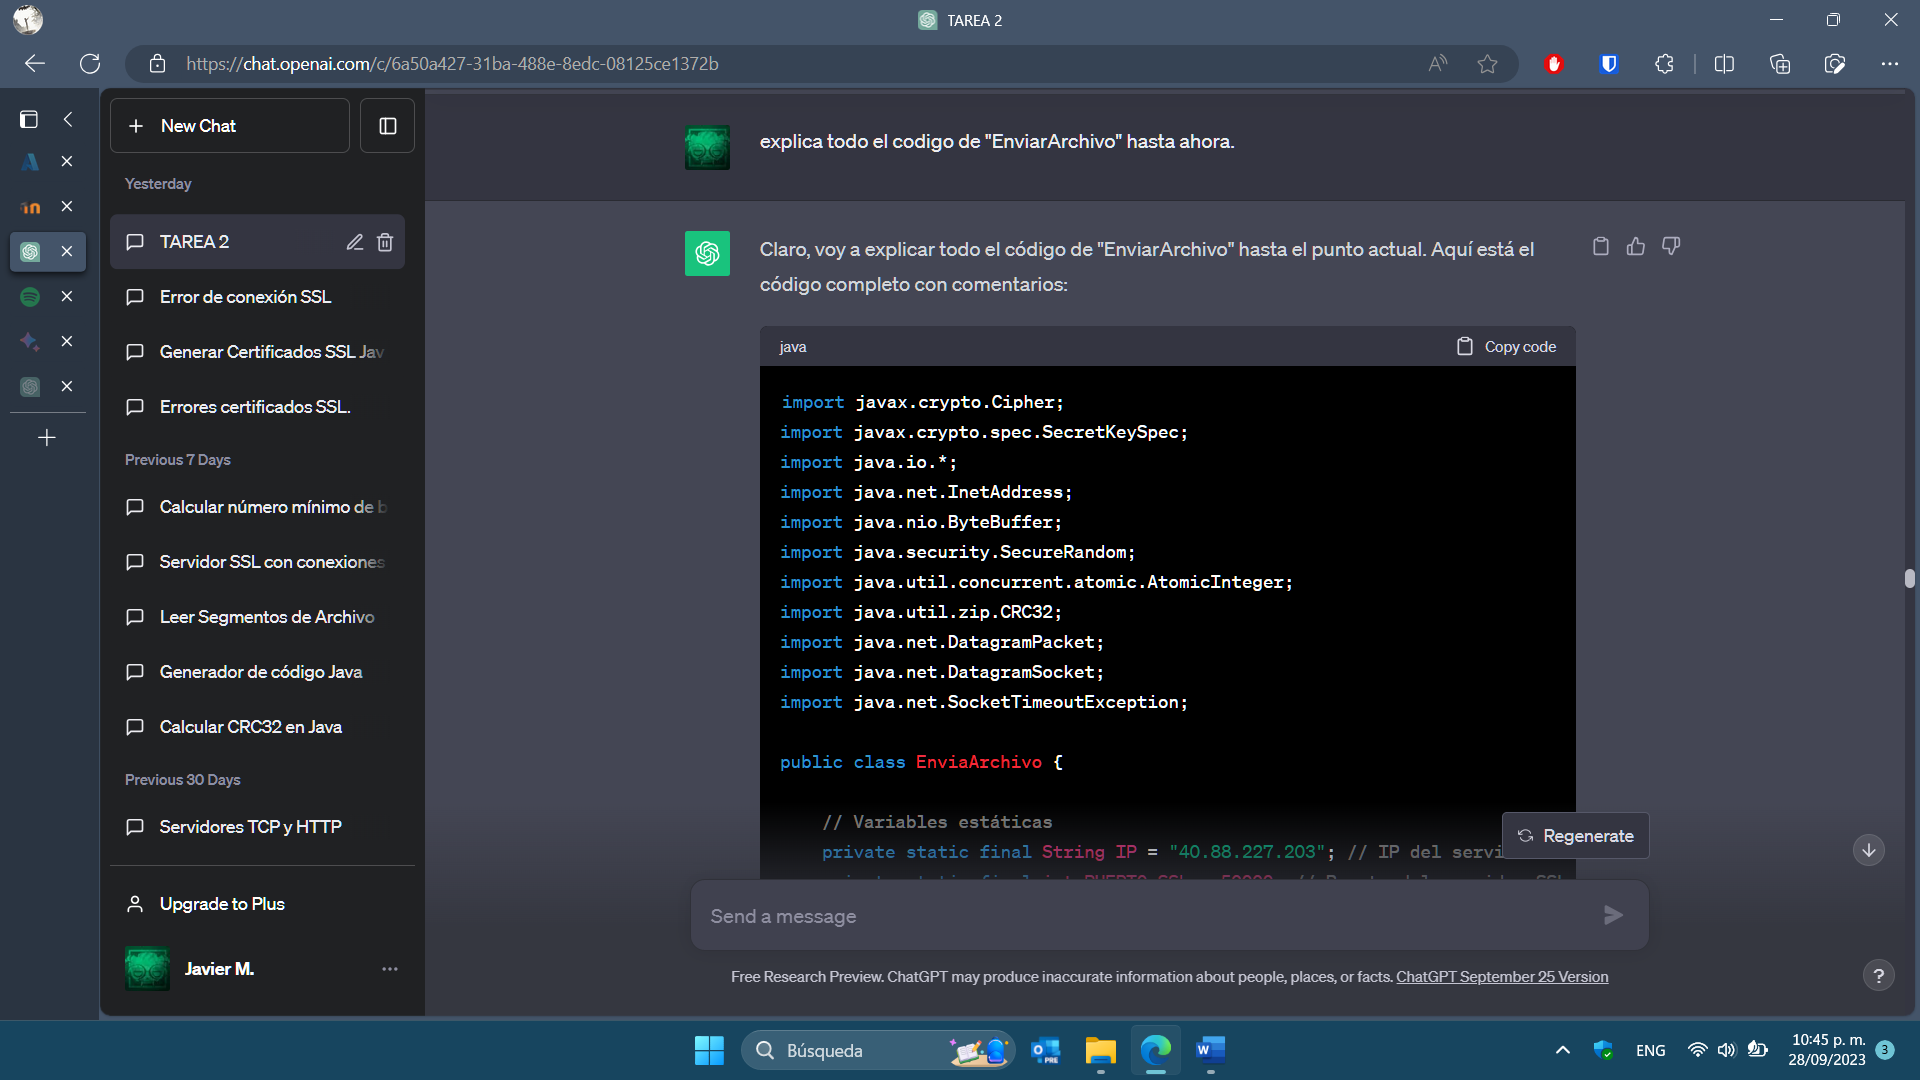 TAREA 2
https://chat.openai.com/c/6a50a427-31ba-488e-8edc-08125ce1372b
New Chat
Yesterday
TAREA 2
Error de conexión SSL
Generar Certificados SSL Jav
Errores certificados SSL.
Previous 7 Days
Calcular número mínimo de b
Servidor SSL con conexiones
Leer Segmentos de Archivo
Generador de código Java
Calcular CRC32 en Java
Previous 30 Days
Servidores TCP y HTTP
Upgrade to Plus
Javier M.
explica todo el codigo de "EnviarArchivo" hasta ahora.
Claro, voy a explicar todo el código de "EnviarArchivo" hasta el punto actual. Aquí está el
código completo con comentarios:
java
Copy code
import javax.crypto.Cipher;
import javax.crypto.spec.SecretKeySpec;
import java.io.*;
import java.net.InetAddress;
import java.nio.ByteBuffer;
import java.security.SecureRandom;
import java.util.concurrent.atomic.AtomicInteger;
import java.util.zip.CRC32;
import java.net.DatagramPacket;
import java.net.DatagramSocket;
import java.net.SocketTimeoutException;
public class EnviaArchivo {
// Variables estáticas
private static final String IP = "40.88.227.203"; // IP del servi
Regenerate
Send a message
Free Research Preview. ChatGPT may produce inaccurate information about people, places, or facts. ChatGPT September 25 Version
?
Búsqueda
ENG
10:45 p. m.
28/09/2023
3